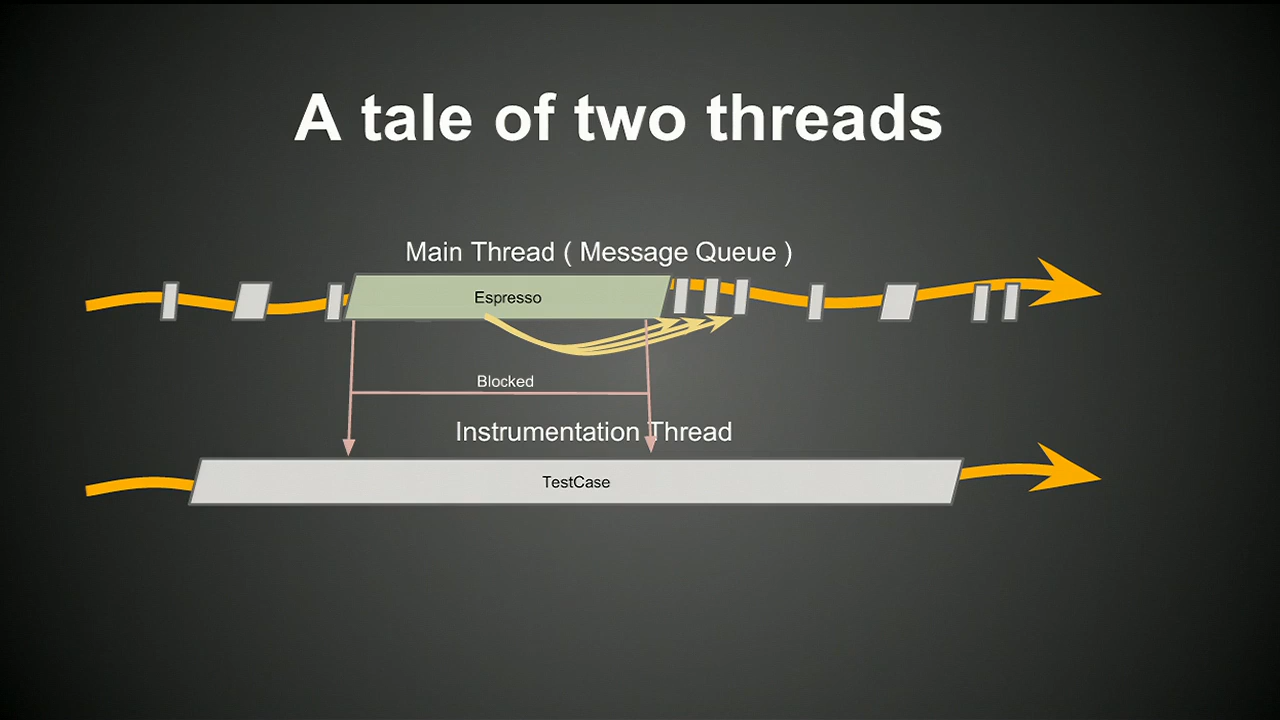 A tale of two threads
Main Thread ( Message Queue )
Espresso
Blocked
Instrumentation Thread
TestCase